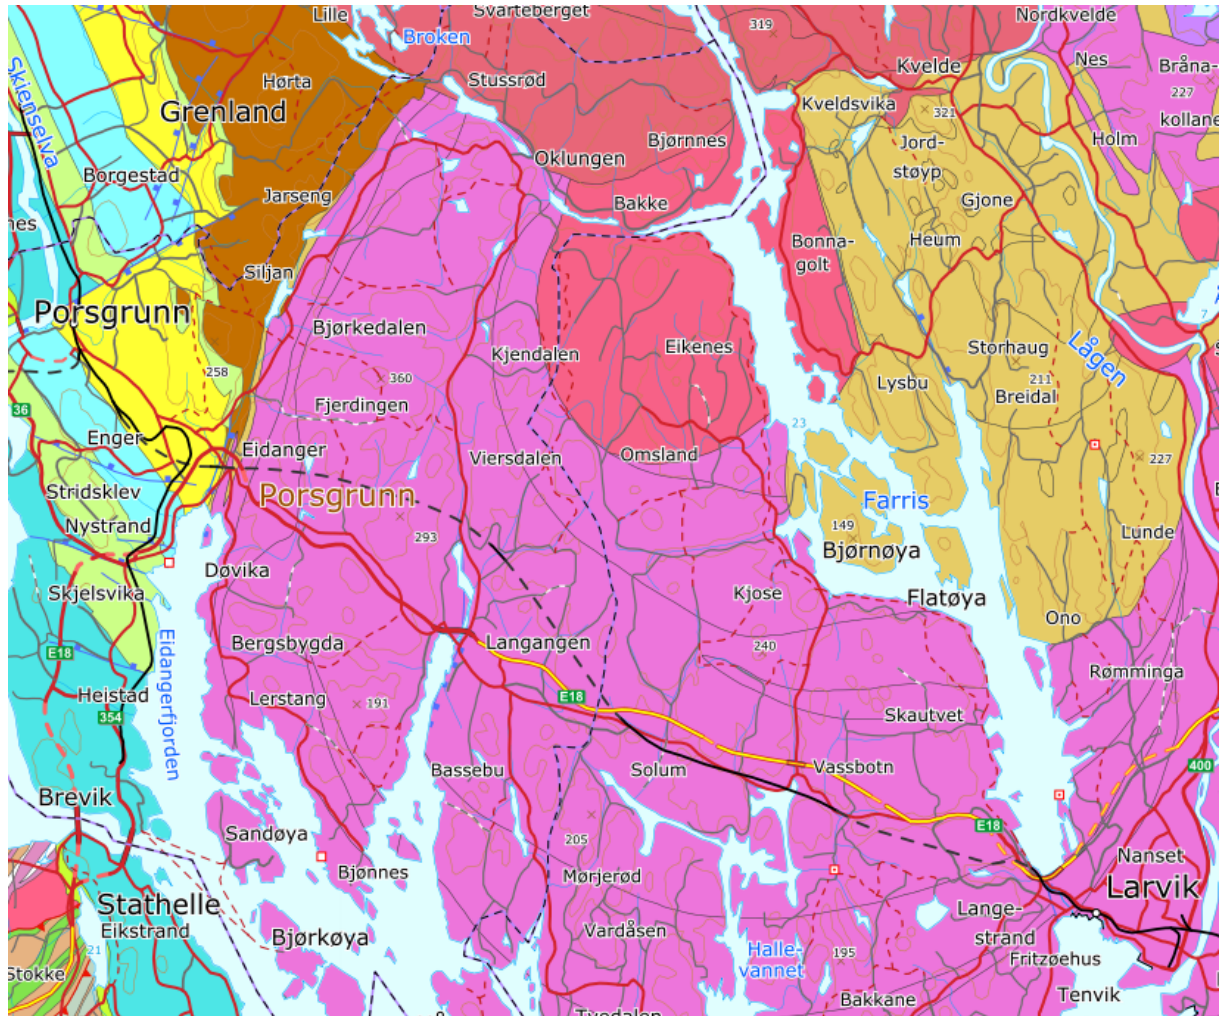 Lille
Svarteberget
Nordkvelde
319
Broken
Kvelde
Nes
Bråna-
227
kollane
Skienselva
Hørta
Stussrød
Kveldsvika
321
Grenland
Holm
Bjørnnes
Jord-
støyp
Oklungen
Borgestad
Jarseng
Bakke
Gjone
Bonna-
golt
Heum
Siljan
Porsgrunn
7
Bjørkedalen
Kjendalen
Eikenes
Storhaug
Lågen
258
360
Lysbu
211
Breidal
36
Fjerdingen
23
Enger
Eidanger
Viersdalen
Omsland
227
Stridsklev
Porsgrunn
Farris
Nystrand
149
Lunde
293
Bjørnøya
Døvika
Skjelsvika
Kjose
Flatøya
Ono
Eidangerfjorden
Bergsbygda
Langangen
240
E18
Rømminga
Heistad
Lerstang
191
E18
354
Skautvet
Bassebu
Solum
Vassbotn
400
Brevik
Sandøya
205
E18
Nanset
Bjønnes
Mørjerød
Larvik
Stathelle
Eikstrand
Lange-
strand
Bjørkøya
Vardåsen
21
Halle-
vannet
195
Fritzøehus
Stokke
Bakkane
Tenvik
Tvedalen